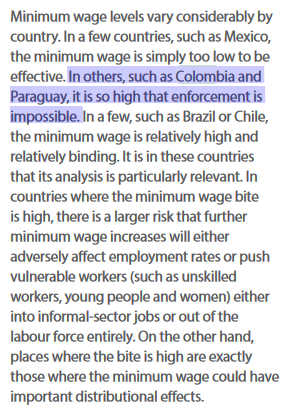 Minimum wage levels vary considerably by
country. In a few countries, such as Mexico,
the minimum wage is simply too low to be
effective. In others, such as Colombia and
Paraguay, it is so high that enforcement is
impossible. In a few, such as Brazil or Chile,
the minimum wage is relatively high and
relatively binding. It is in these countries
that its analysis is particularly relevant. In
countries where the minimum wage bite
is high, there is a larger risk that further
minimum wage increases will either
adversely affect employment rates or push
vulnerable workers (such as unskilled
workers, young people and women) either
into informal-sector jobs or out of the
labour force entirely. On the other hand,
places where the bite is high are exactly
those where the minimum wage could have
important distributional effects.